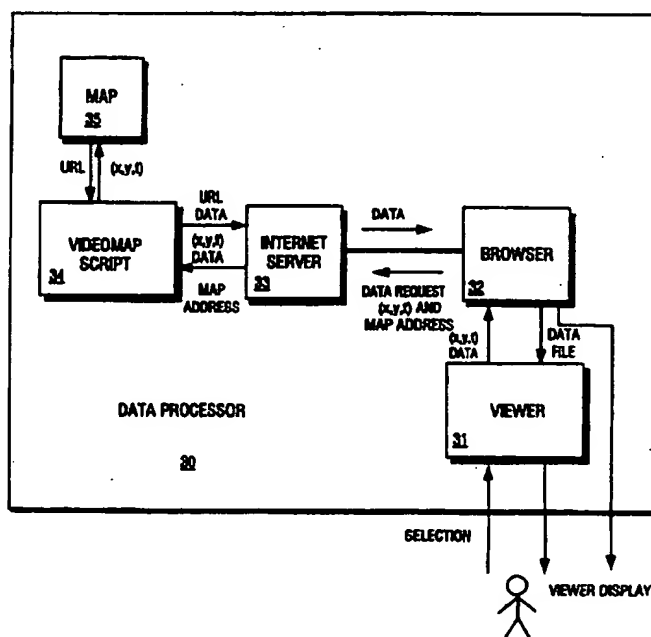 MAP
35
URL
(x,y,t)
VIDEOMAP
SCRIPT
34
URL
DATA
(x,y,t)
DATA
MAP
ADDRESS
INTERNET
SERVER
33
DATA
DATA REQUEST
(x,y,t) AND
MAP ADDRESS
BROWSER
32
(x,y,t)
DATA
DATA
FILE
VIEWER
31
DATA PROCESSOR
30
SELECTION
VIEWER DISPLAY